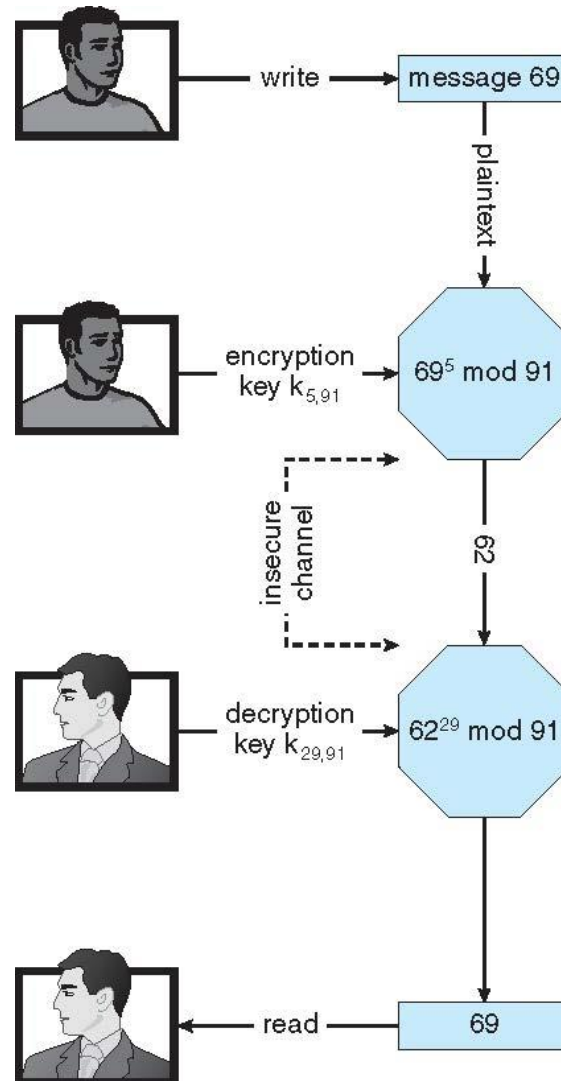 write
message 69
plaintext
encryption
key k₅,₉₁
69⁵ mod 91
insecure
channel
62
decryption
key k₂₉,₉₁
62²⁹ mod 91
read
69